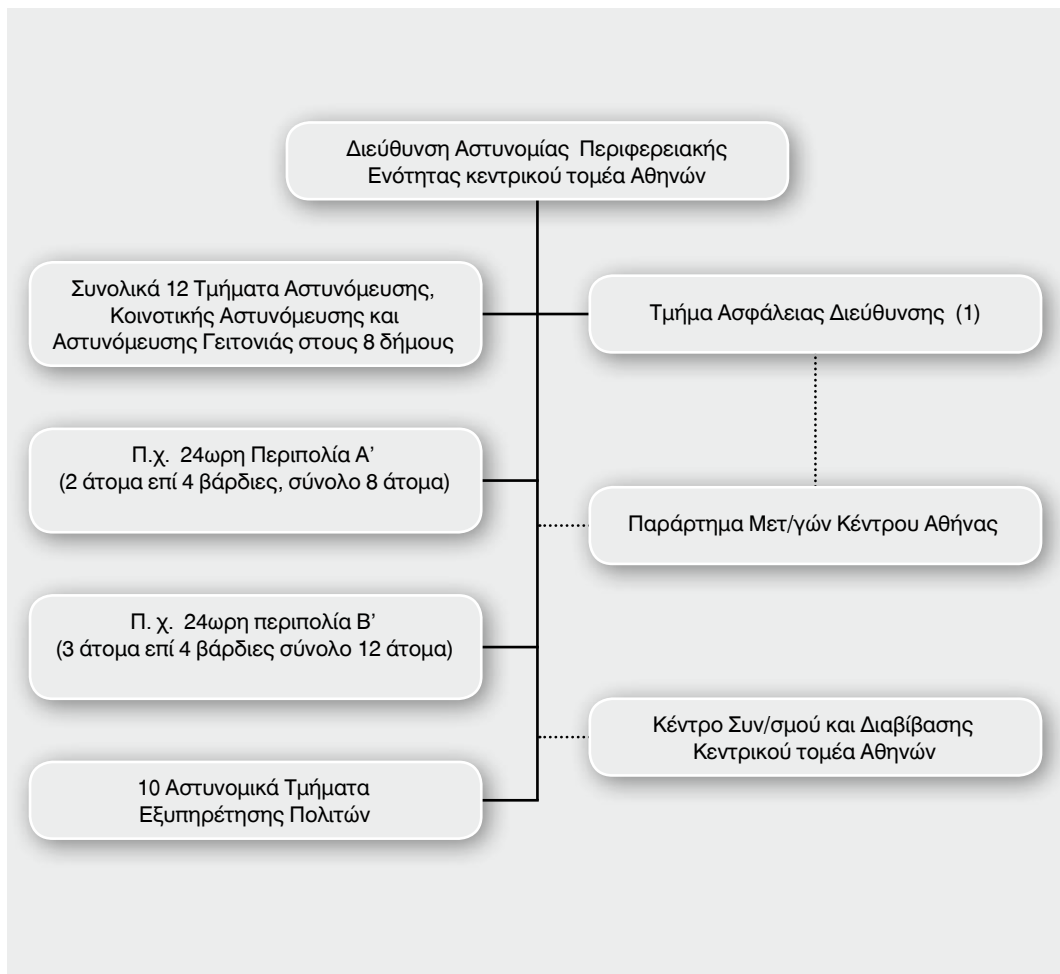 Διεύθυνση Αστυνομίας Περιφερειακής
Ενότητας κεντρικού τομέα Αθηνών
Συνολικά 12 Τμήματα Αστυνόμευσης,
Κοινοτικής Αστυνόμευσης και
Αστυνόμευσης Γειτονιάς στους 8 δήμους
Τμήμα Ασφάλειας Διεύθυνσης (1)
Π.χ. 24ωρη Περιπολία Α’
(2 άτομα επί 4 βάρδιες, σύνολο 8 άτομα)
Παράρτημα Μετ/γών Κέντρου Αθήνας
Π. χ. 24ωρη περιπολία Β’
(3 άτομα επί 4 βάρδιες σύνολο 12 άτομα)
Κέντρο Συν/σμού και Διαβίβασης
Κεντρικού τομέα Αθηνών
10 Αστυνομικά Τμήματα
Εξυπηρέτησης Πολιτών